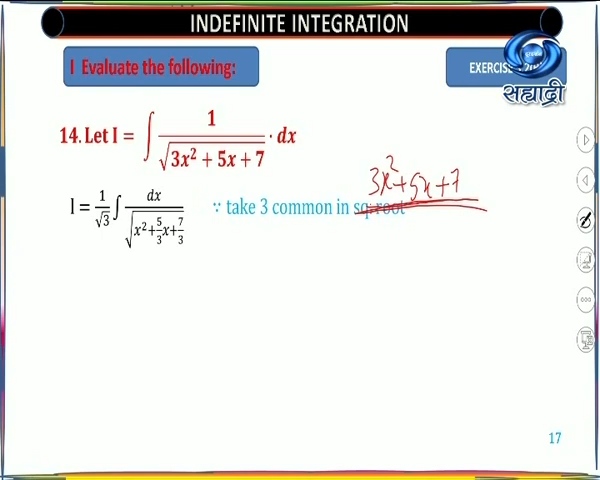 INDEFINITE INTEGRATION
I Evaluate the following:
EXERCISE
सह्याद्री
14. Let I = ∫ 1/√(3x² + 5x + 7) · dx
3x² + 5x + 7
I = 1/√3 ∫ dx/√(x² + 5/3 x + 7/3) ∵ take 3 common in sq root
17